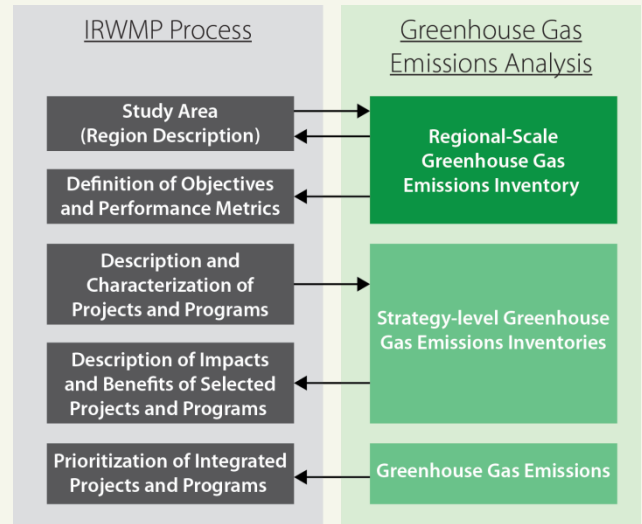 IRWMP Process
Greenhouse Gas
Emissions Analysis
Study Area
(Region Description)
Regional-Scale
Greenhouse Gas
Emissions Inventory
Definition of Objectives
and Performance Metrics
Description and
Characterization of
Projects and Programs
Strategy-level Greenhouse
Gas Emissions Inventories
Description of Impacts
and Benefits of Selected
Projects and Programs
Prioritization of Integrated
Projects and Programs
Greenhouse Gas Emissions